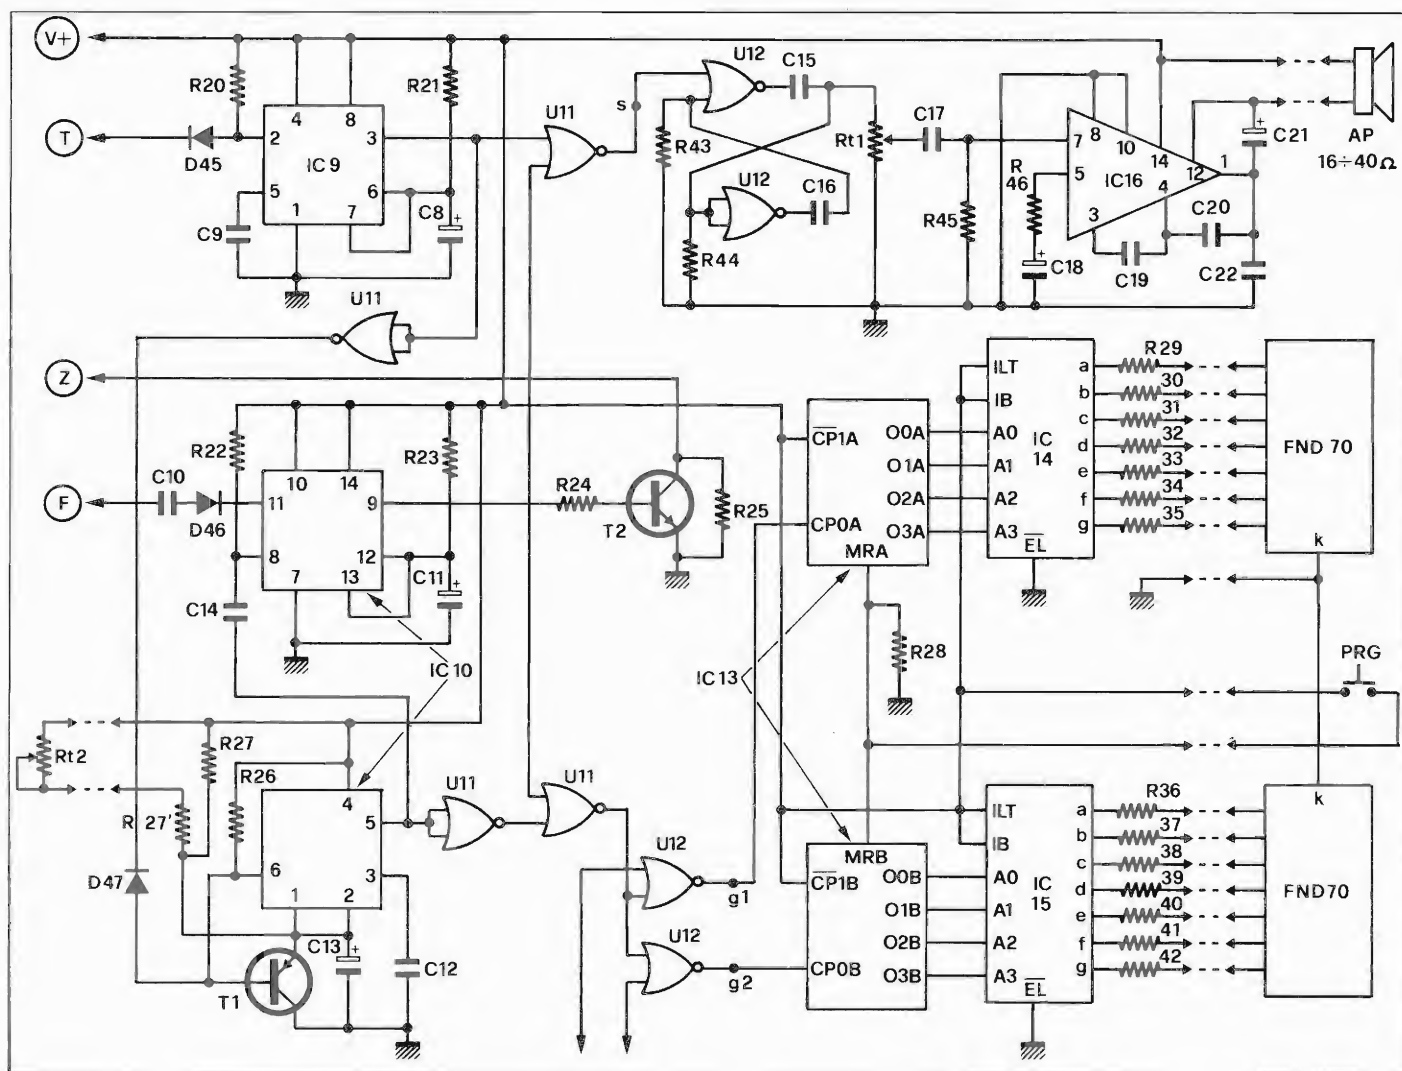 V+
R20
R21
4
8
2
3
T
D45
IC 9
5
6
1
7
C9
C8
U11
U11
s
U12
C15
R43
U12
C16
R44
Rt1
C17
R45
R
46
C18
7
8
10
14
5
IC16
12
1
3
4
C19
C20
C21
C22
AP
16÷40Ω
Z
R22
R23
C10
F
D46
10
14
11
9
8
12
7
13
C11
C14
IC10
R24
T2
R25
CP1A
O0A
O1A
O2A
CP0A
O3A
MRA
R28
IC13
ILT
IB
A0
A1
A2
A3
IC
14
EL
a
b
c
d
e
f
g
R29
30
31
32
33
34
35
FND 70
k
PRG
Rt2
R27
R26
R 27'
4
5
6
3
1
2
D47
C13
C12
T1
U11
U11
U12
g1
U12
g2
MRB
CP1B
O0B
O1B
O2B
CP0B
O3B
ILT
IB
A0
A1
A2
A3
IC
15
EL
a
b
c
d
e
f
g
R36
37
38
39
40
41
42
k
FND70